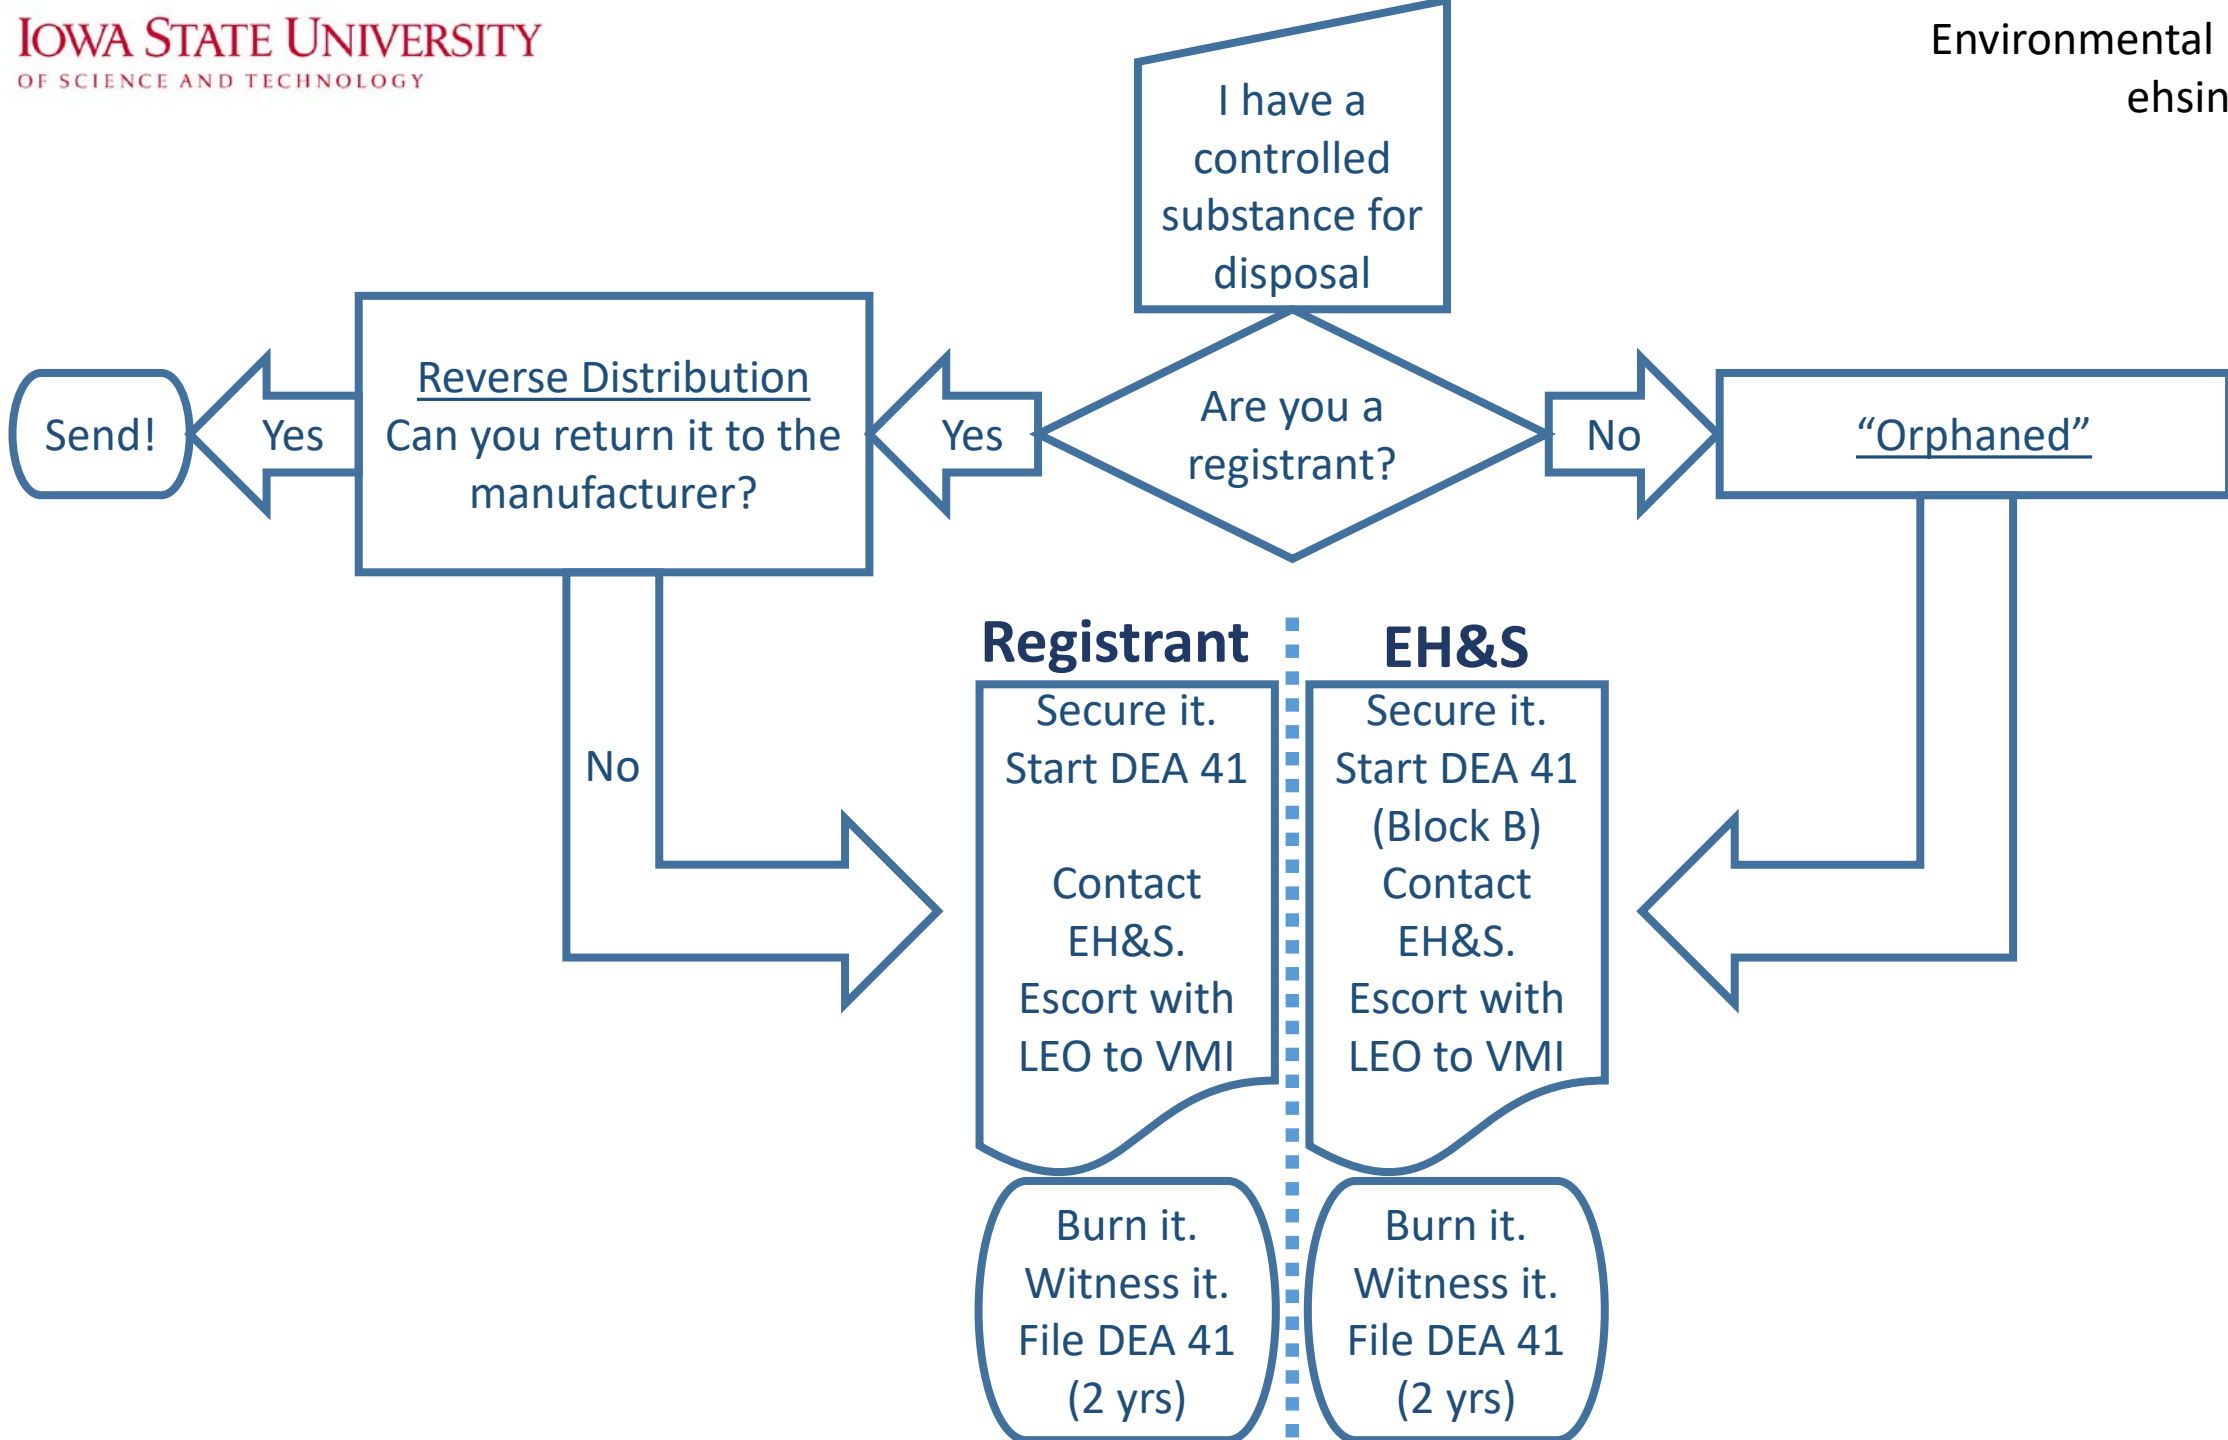 IOWA STATE UNIVERSITY
OF SCIENCE AND TECHNOLOGY
Environmental
ehsin
I have a
controlled
substance for
disposal
Send!
Yes
Reverse Distribution
Can you return it to the
manufacturer?
Yes
Are you a
registrant?
No
“Orphaned”
No
Registrant
Secure it.
Start DEA 41
Contact
EH&S.
Escort with
LEO to VMI
Burn it.
Witness it.
File DEA 41
(2 yrs)
EH&S
Secure it.
Start DEA 41
(Block B)
Contact
EH&S.
Escort with
LEO to VMI
Burn it.
Witness it.
File DEA 41
(2 yrs)